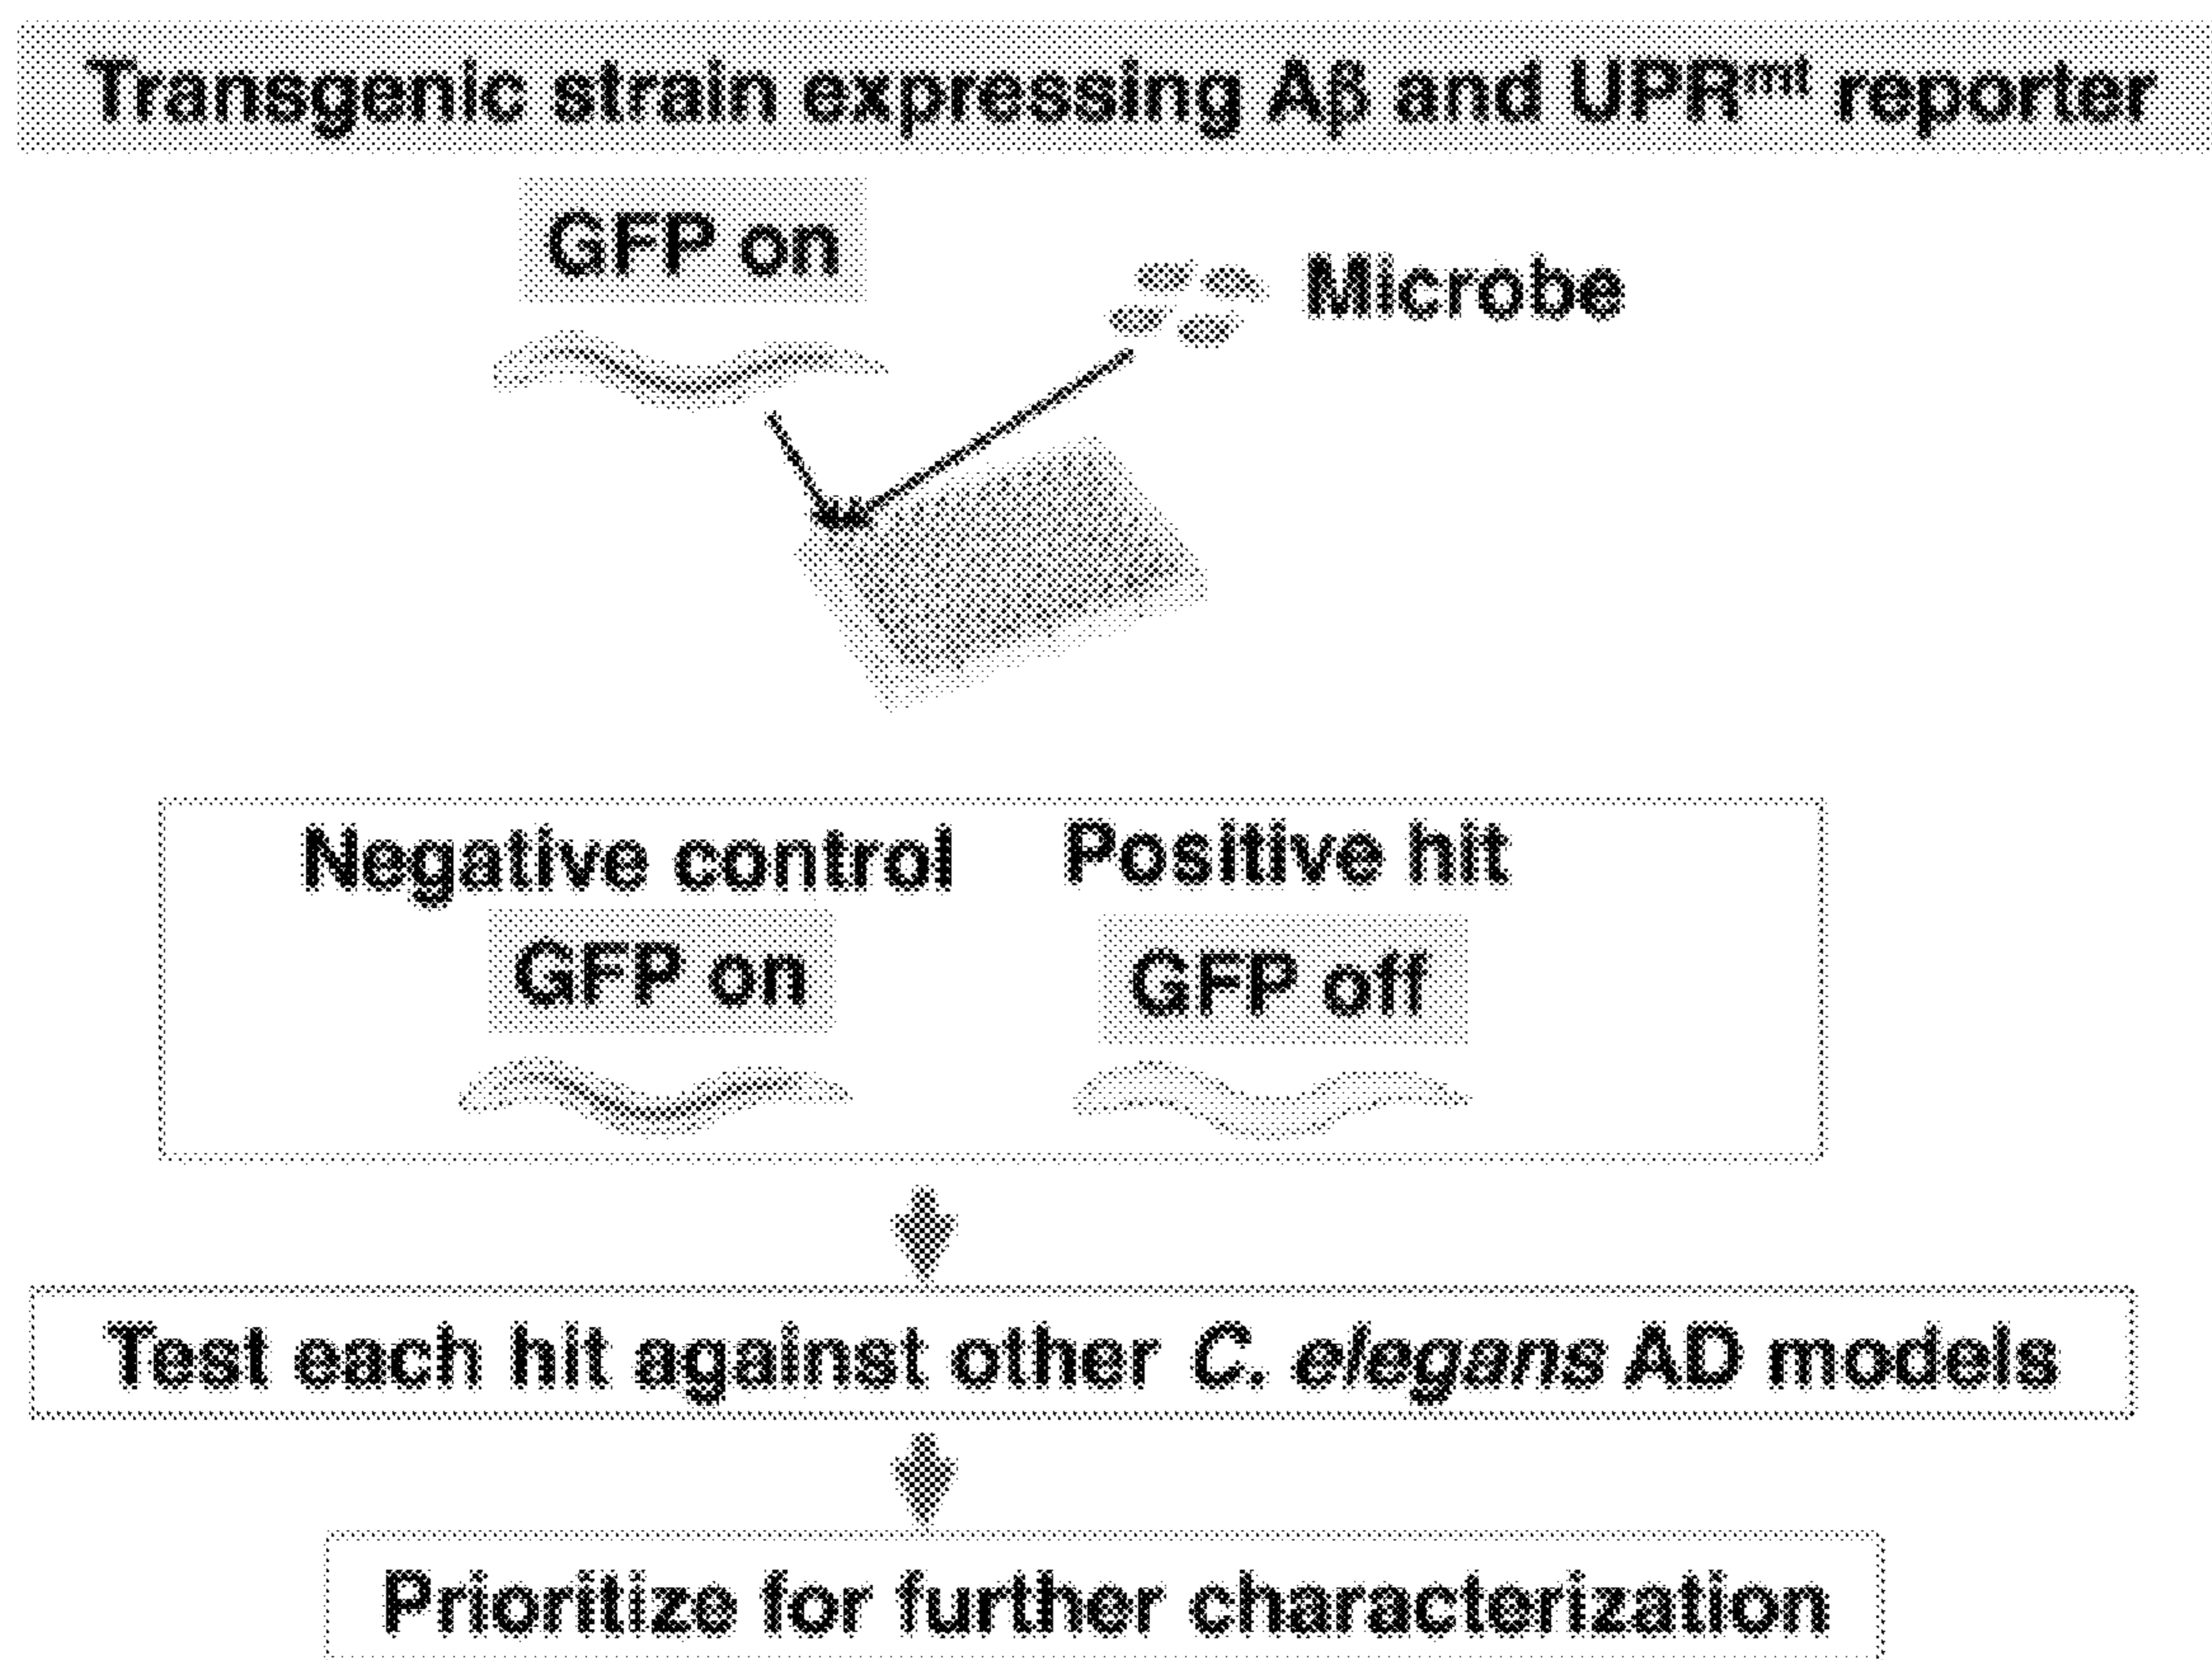 Transgenic strain expressing Aβ and UPRᵐᵗ reporter
GFP on
Microbe
Negative control
Positive hit
GFP on
GFP off
Test each hit against other C. elegans AD models
Prioritize for further characterization